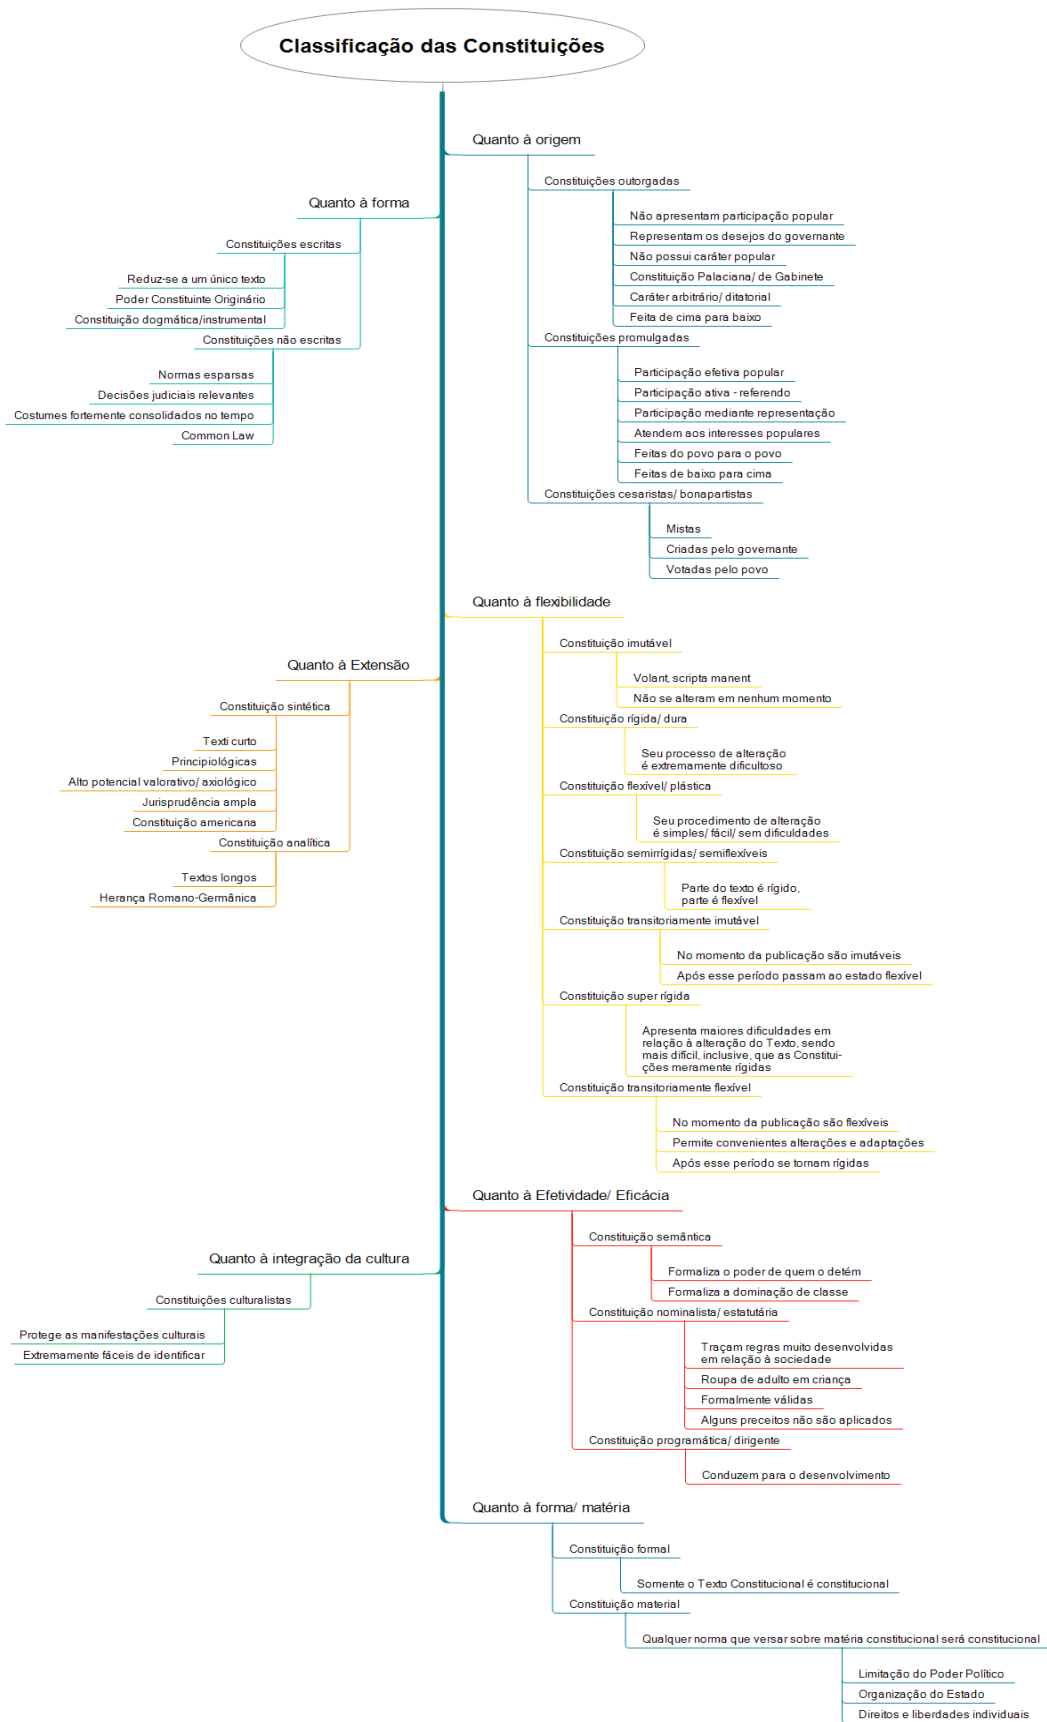 Classificação das Constituições
Quanto à origem
Constituições outorgadas
Não apresentam participação popular
Representam os desejos do governante
Não possui caráter popular
Constituição Palaciana/ de Gabinete
Caráter arbitrário/ ditatorial
Feita de cima para baixo
Constituições promulgadas
Participação efetiva popular
Participação ativa - referendo
Participação mediante representação
Atendem aos interesses populares
Feitas do povo para o povo
Feitas de baixo para cima
Constituições cesaristas/ bonapartistas
Mistas
Criadas pelo governante
Votadas pelo povo
Quanto à forma
Constituições escritas
Reduz-se a um único texto
Poder Constituinte Originário
Constituição dogmática/instrumental
Constituições não escritas
Normas esparsas
Decisões judiciais relevantes
Costumes fortemente consolidados no tempo
Common Law
Quanto à flexibilidade
Constituição imutável
Volant, scripta manent
Não se alteram em nenhum momento
Constituição rígida/ dura
Seu processo de alteração
é extremamente dificultoso
Constituição flexível/ plástica
Seu procedimento de alteração
é simples/ fácil/ sem dificuldades
Constituição semirrígidas/ semiflexíveis
Parte do texto é rígido,
parte é flexível
Constituição transitoriamente imutável
No momento da publicação são imutáveis
Após esse período passam ao estado flexível
Constituição super rígida
Apresenta maiores dificuldades em
relação à alteração do Texto, sendo
mais difícil, inclusive, que as Constitui-
ções meramente rígidas
Constituição transitoriamente flexível
No momento da publicação são flexíveis
Permite convenientes alterações e adaptações
Após esse período se tornam rígidas
Quanto à Extensão
Constituição sintética
Texti curto
Principiológicas
Alto potencial valorativo/ axiológico
Jurisprudência ampla
Constituição americana
Constituição analítica
Textos longos
Herança Romano-Germânica
Quanto à Efetividade/ Eficácia
Constituição semântica
Formaliza o poder de quem o detém
Formaliza a dominação de classe
Constituição nominalista/ estatutária
Traçam regras muito desenvolvidas
em relação à sociedade
Roupa de adulto em criança
Formalmente válidas
Alguns preceitos não são aplicados
Constituição programática/ dirigente
Conduzem para o desenvolvimento
Quanto à integração da cultura
Constituições culturalistas
Protege as manifestações culturais
Extremamente fáceis de identificar
Quanto à forma/ matéria
Constituição formal
Somente o Texto Constitucional é constitucional
Constituição material
Qualquer norma que versar sobre matéria constitucional será constitucional
Limitação do Poder Político
Organização do Estado
Direitos e liberdades individuais